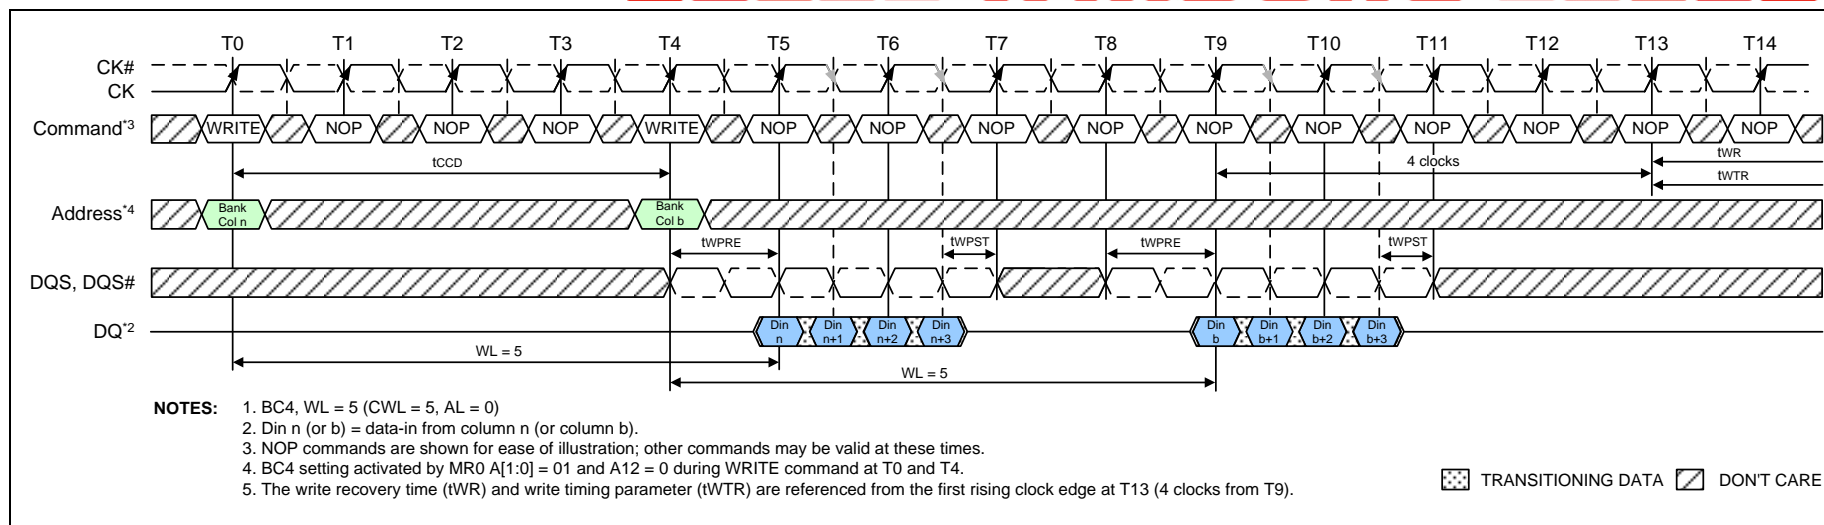 T0 T1 T2 T3 T4 T5 T6 T7 T8 T9 T10 T11 T12 T13 T14
CK#
CK
Command*3 WRITE NOP NOP NOP WRITE NOP NOP NOP NOP NOP NOP NOP NOP NOP NOP
tCCD 4 clocks tWR
tWTR
Address*4 Bank Col n Bank Col b
tWPRE tWPST tWPRE tWPST
DQS, DQS#
DQ*2 Din n Din n+1 Din n+2 Din n+3 Din b Din b+1 Din b+2 Din b+3
WL = 5
WL = 5
NOTES: 1. BC4, WL = 5 (CWL = 5, AL = 0)
2. Din n (or b) = data-in from column n (or column b).
3. NOP commands are shown for ease of illustration; other commands may be valid at these times.
4. BC4 setting activated by MR0 A[1:0] = 01 and A12 = 0 during WRITE command at T0 and T4.
5. The write recovery time (tWR) and write timing parameter (tWTR) are referenced from the first rising clock edge at T13 (4 clocks from T9).
TRANSITIONING DATA DON'T CARE